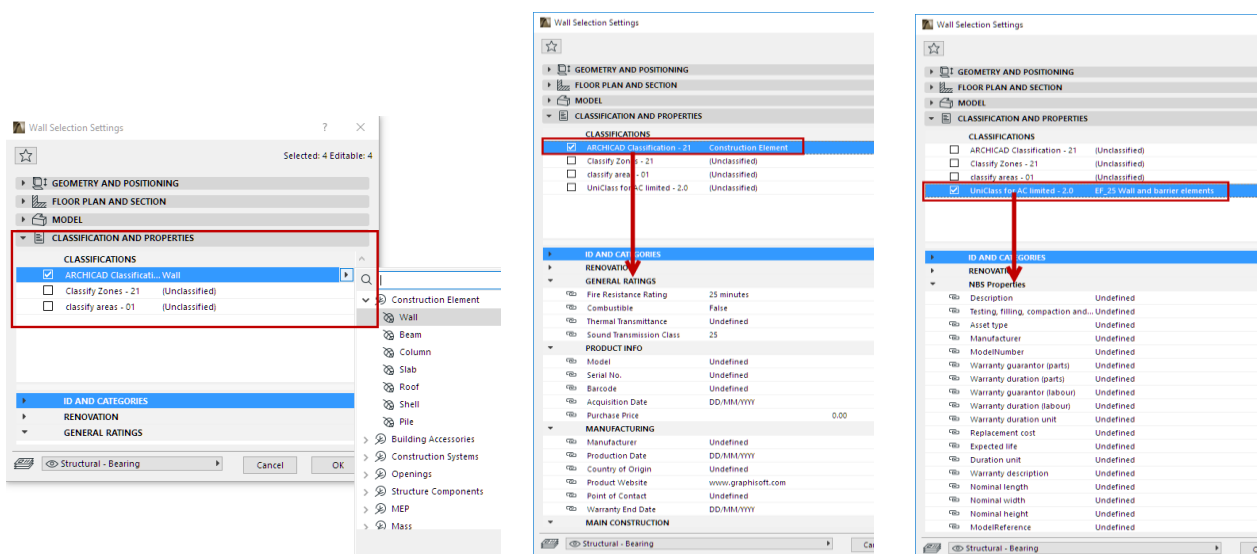 Wall Selection Settings
? ×
Selected: 4 Editable: 4
GEOMETRY AND POSITIONING
FLOOR PLAN AND SECTION
MODEL
CLASSIFICATION AND PROPERTIES
CLASSIFICATIONS
ARCHICAD Classificati... Wall
Classify Zones - 21 (Unclassified)
classify areas - 01 (Unclassified)
ID AND CATEGORIES
RENOVATION
GENERAL RATINGS
Structural - Bearing
Cancel OK
Construction Element
Wall
Beam
Column
Slab
Roof
Shell
Pile
Building Accessories
Construction Systems
Openings
Structure Components
MEP
Mass
Wall Selection Settings
GEOMETRY AND POSITIONING
FLOOR PLAN AND SECTION
MODEL
CLASSIFICATION AND PROPERTIES
CLASSIFICATIONS
ARCHICAD Classification - 21 Construction Element
Classify Zones - 21 (Unclassified)
classify areas - 01 (Unclassified)
UniClass for AC limited - 2.0 (Unclassified)
ID AND CATEGORIES
RENOVATION
GENERAL RATINGS
Fire Resistance Rating 25 minutes
Combustible False
Thermal Transmittance Undefined
Sound Transmission Class 25
PRODUCT INFO
Model Undefined
Serial No. Undefined
Barcode Undefined
Acquisition Date DD/MM/YYYY
Purchase Price 0.00
MANUFACTURING
Manufacturer Undefined
Production Date DD/MM/YYYY
Country of Origin Undefined
Product Website www.graphisoft.com
Point of Contact Undefined
Warranty End Date DD/MM/YYYY
MAIN CONSTRUCTION
Structural - Bearing
Ca
Wall Selection Settings
GEOMETRY AND POSITIONING
FLOOR PLAN AND SECTION
MODEL
CLASSIFICATION AND PROPERTIES
CLASSIFICATIONS
ARCHICAD Classification - 21 (Unclassified)
Classify Zones - 21 (Unclassified)
classify areas - 01 (Unclassified)
UniClass for AC limited - 2.0 EF_25 Wall and barrier elements
ID AND CATEGORIES
RENOVATION
NBS Properties
Description Undefined
Testing, filling, compaction and... Undefined
Asset type Undefined
Manufacturer Undefined
ModelNumber Undefined
Warranty guarantor (parts) Undefined
Warranty duration (parts) Undefined
Warranty guarantor (labour) Undefined
Warranty duration (labour) Undefined
Warranty duration unit Undefined
Replacement cost Undefined
Expected life Undefined
Duration unit Undefined
Warranty description Undefined
Nominal length Undefined
Nominal width Undefined
Nominal height Undefined
ModelReference Undefined
Structural - Bearing